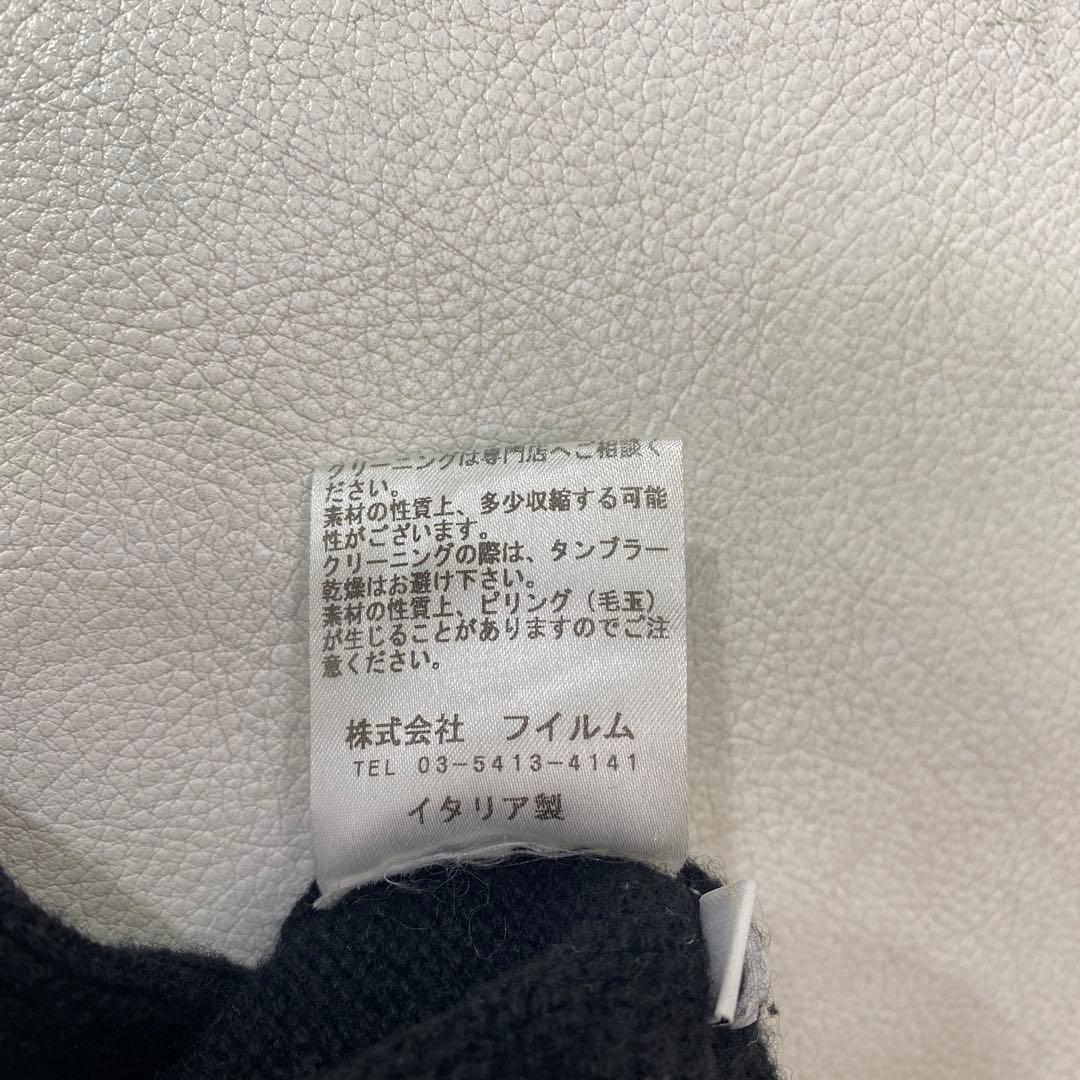 クリーニングは専門店へご相談く
ださい。
素材の性質上、多少収縮する可能
性がございます。
クリーニングの際は、タンブラー
乾燥はお避け下さい。
素材の性質上、ピリング（毛玉）
が生じることがありますのでご注
意ください。
株式会社 フイルム
TEL 03-5413-4141
イタリア製